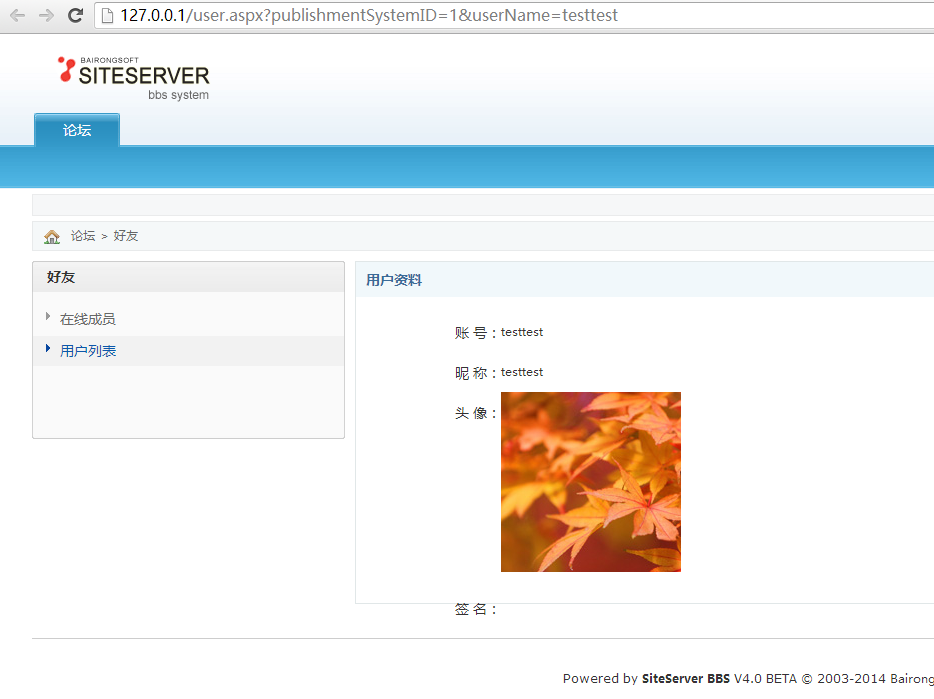 127.0.0.1/user.aspx?publishmentSystemID=1&userName=testtest
BAIRONGSOFT
SITESERVER
bbs system
论坛
论坛 > 好友
好友
在线成员
用户列表
用户资料
账 号：testtest
昵 称：testtest
头 像：
签 名：
Powered by SiteServer BBS V4.0 BETA © 2003-2014 Bairong